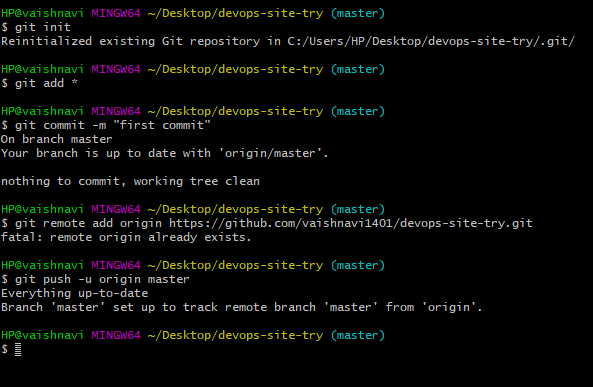 HP@vaishnavi MINGW64 ~/Desktop/devops-site-try (master)
$ git init
Reinitialized existing Git repository in C:/Users/HP/Desktop/devops-site-try/.git/
HP@vaishnavi MINGW64 ~/Desktop/devops-site-try (master)
$ git add *
HP@vaishnavi MINGW64 ~/Desktop/devops-site-try (master)
$ git commit -m "first commit"
On branch master
Your branch is up to date with 'origin/master'.
nothing to commit, working tree clean
HP@vaishnavi MINGW64 ~/Desktop/devops-site-try (master)
$ git remote add origin https://github.com/vaishnavi1401/devops-site-try.git
fatal: remote origin already exists.
HP@vaishnavi MINGW64 ~/Desktop/devops-site-try (master)
$ git push -u origin master
Everything up-to-date
Branch 'master' set up to track remote branch 'master' from 'origin'.
HP@vaishnavi MINGW64 ~/Desktop/devops-site-try (master)
$